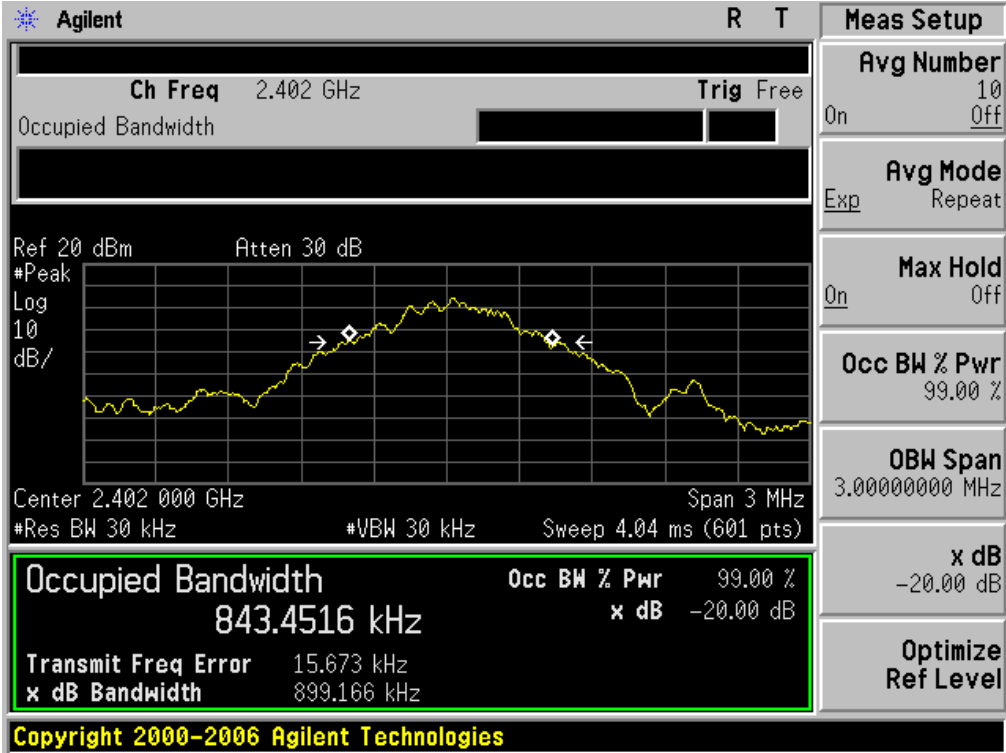 Agilent R T
Ch Freq 2.402 GHz Trig Free
Occupied Bandwidth
Ref 20 dBm Atten 30 dB
#Peak
Log
10
dB/
Center 2.402 000 GHz Span 3 MHz
#Res BW 30 kHz #VBW 30 kHz Sweep 4.04 ms (601 pts)
Occupied Bandwidth Occ BW % Pwr 99.00 %
843.4516 kHz x dB -20.00 dB
Transmit Freq Error 15.673 kHz
x dB Bandwidth 899.166 kHz
Copyright 2000-2006 Agilent Technologies
Meas Setup
Avg Number
10
On Off
Avg Mode
Exp Repeat
Max Hold
On Off
Occ BW % Pwr
99.00 %
OBW Span
3.00000000 MHz
x dB
-20.00 dB
Optimize
Ref Level